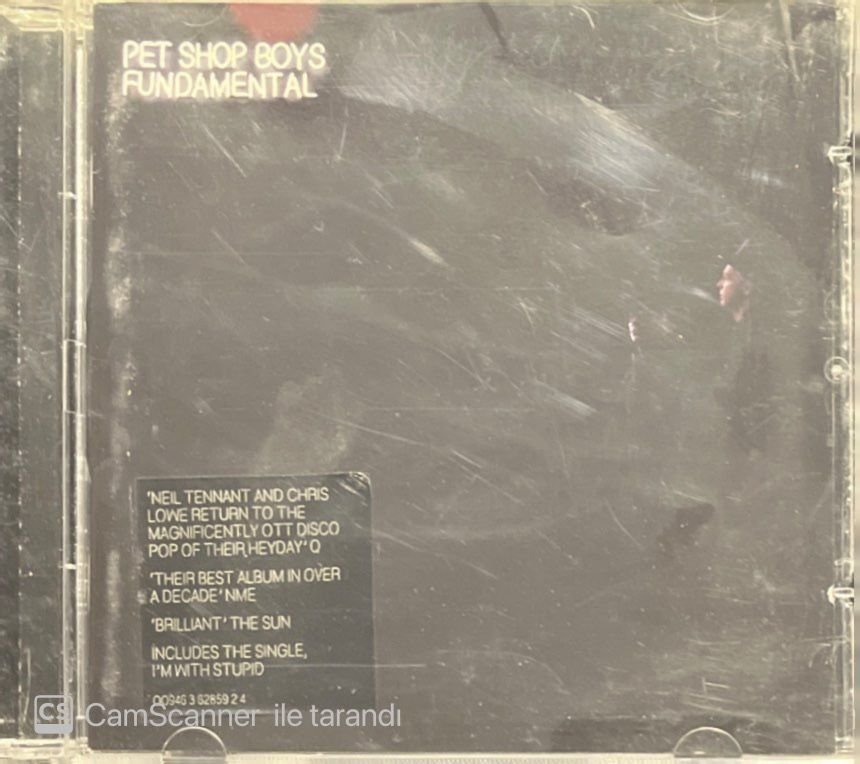 PET SHOP BOYS
FUNDAMENTAL
'NEIL TENNANT AND CHRIS
LOWE RETURN TO THE
MAGNIFICENTLY OTT DISCO
POP OF THEIR HEYDAY' Q
'THEIR BEST ALBUM IN OVER
A DECADE' NME
'BRILLIANT' THE SUN
INCLUDES THE SINGLE,
I'M WITH STUPID
00946 3 62859 2 4
CS CamScanner ile tarandı